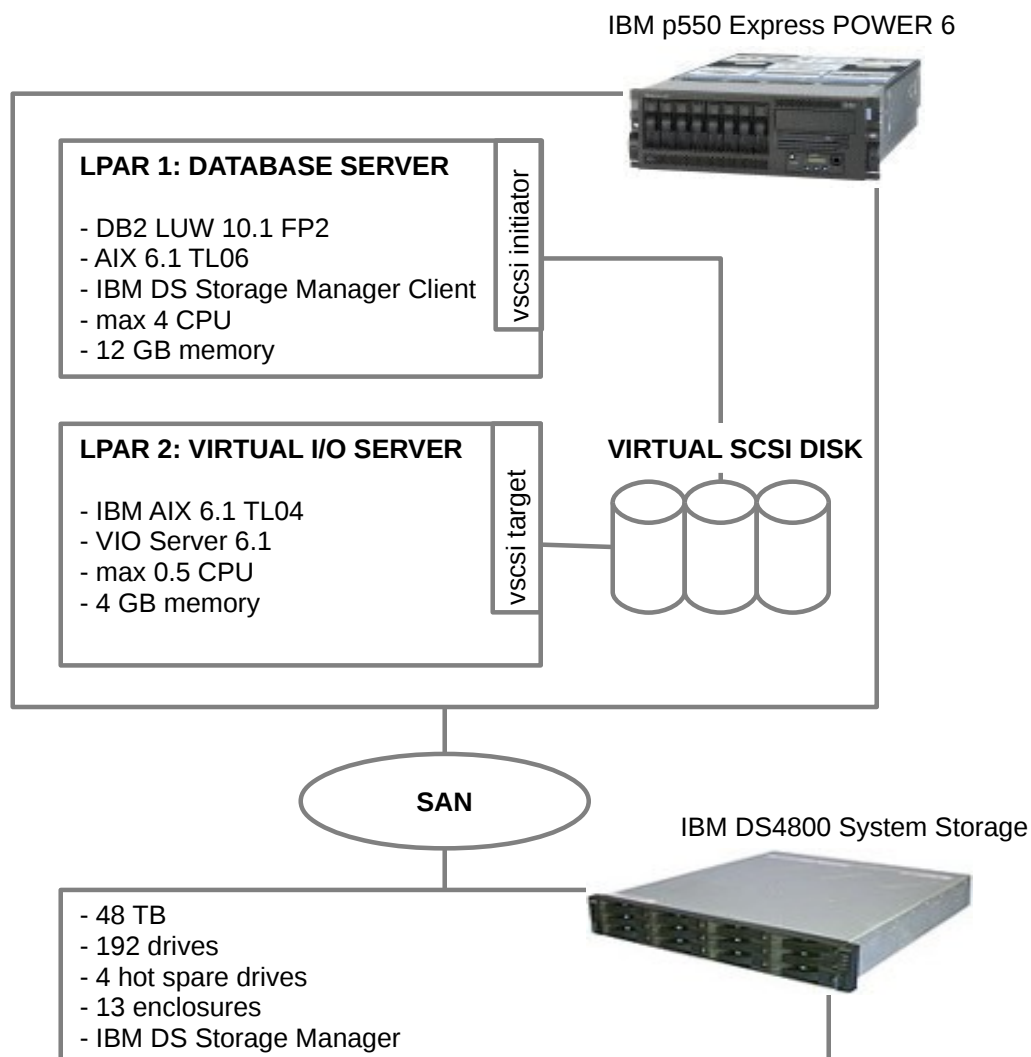 IBM p550 Express POWER 6
LPAR 1: DATABASE SERVER
- DB2 LUW 10.1 FP2
- AIX 6.1 TL06
- IBM DS Storage Manager Client
- max 4 CPU
- 12 GB memory
vscsi initiator
LPAR 2: VIRTUAL I/O SERVER
- IBM AIX 6.1 TL04
- VIO Server 6.1
- max 0.5 CPU
- 4 GB memory
vscsi target
VIRTUAL SCSI DISK
SAN
IBM DS4800 System Storage
- 48 TB
- 192 drives
- 4 hot spare drives
- 13 enclosures
- IBM DS Storage Manager